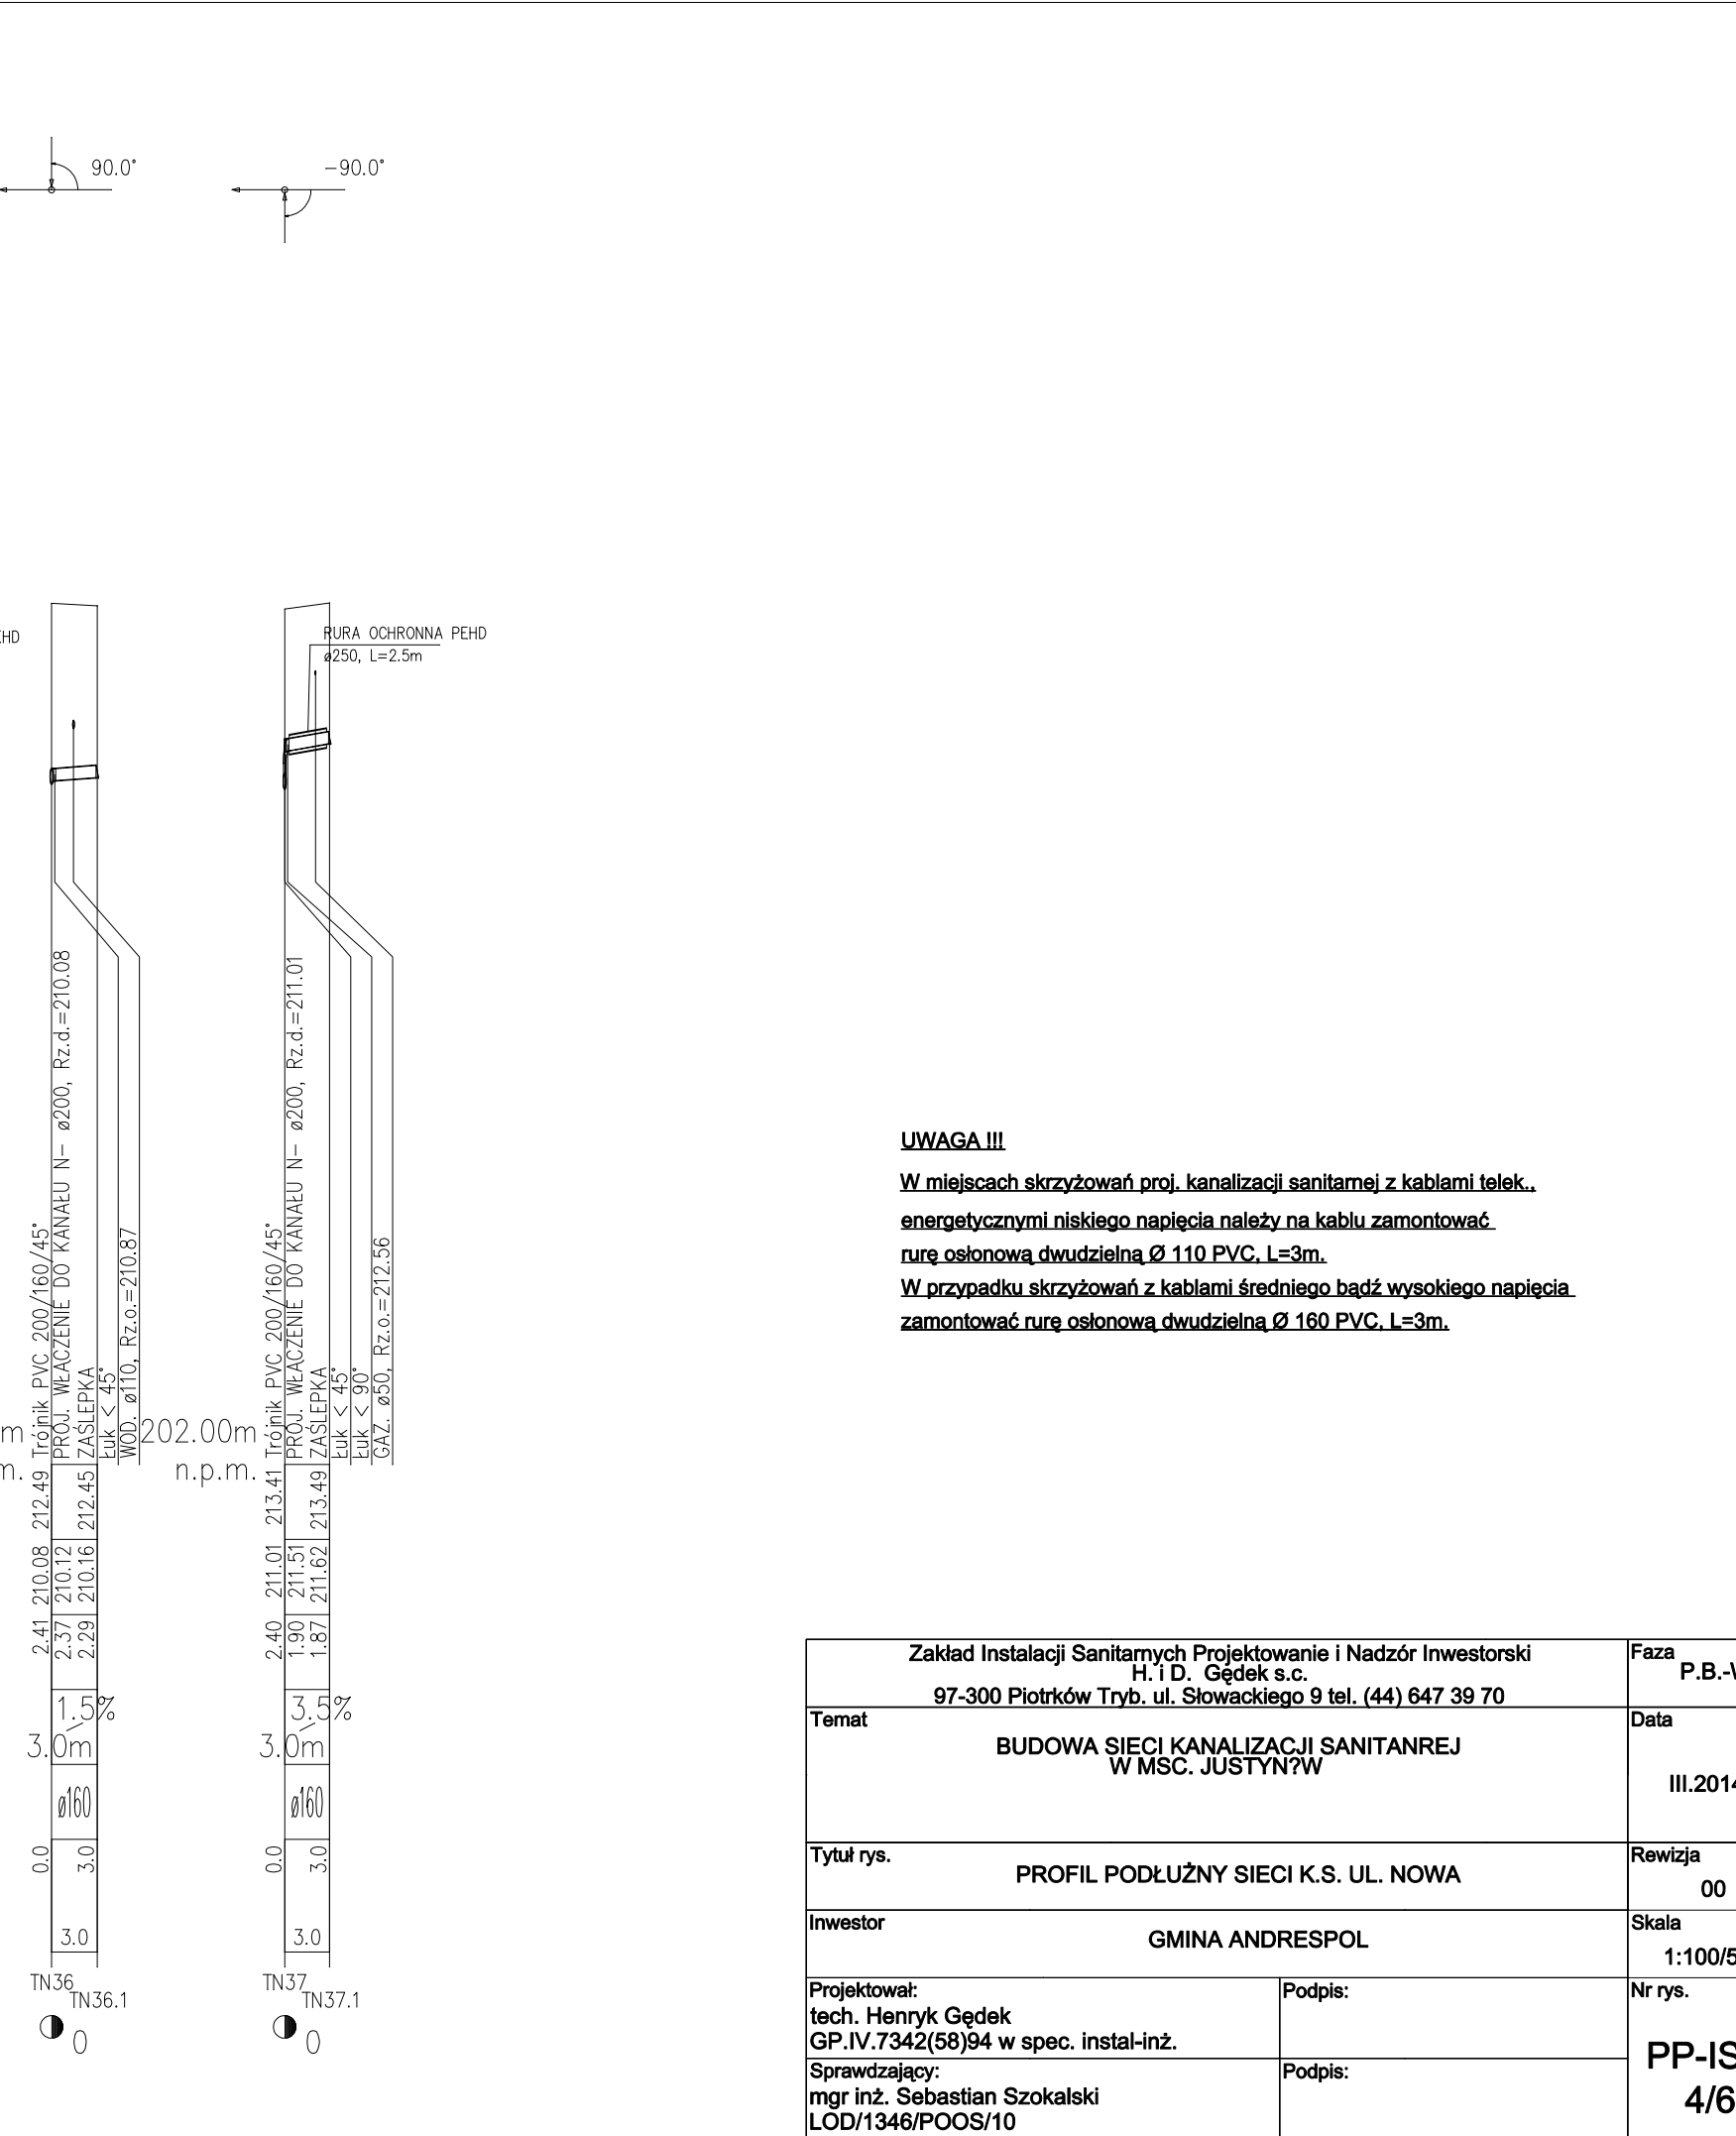 90.0°
-90.0°
RURA OCHRONNA PEHD
ø250, L=2.5m
Trójnik PVC 200/160/45°
PROJ. WŁĄCZENIE DO KANAŁU N- ø200, Rz.d.=210.08
ZAŚLEPKA
Łuk < 45°
WOD. ø110, Rz.o.=210.87
202.00m
n.p.m.
Trójnik PVC 200/160/45°
PROJ. WŁĄCZENIE DO KANAŁU N- ø200, Rz.d.=211.01
ZAŚLEPKA
Łuk < 45°
Łuk < 90°
GAZ. ø50, Rz.o.=212.56
212.49 212.45
210.08 210.12 210.16
2.41 2.37 2.29
1.5%
3.0m
ø160
0.0 3.0
3.0
TN36
TN36.1
0
213.41 213.49
211.01 211.51 211.62
2.40 1.90 1.87
3.5%
3.0m
ø160
0.0 3.0
3.0
TN37
TN37.1
0
UWAGA !!!
W miejscach skrzyżowań proj. kanalizacji sanitarnej z kablami telek.,
energetycznymi niskiego napięcia należy na kablu zamontować
rurę osłonową dwudzielną Ø 110 PVC, L=3m.
W przypadku skrzyżowań z kablami średniego bądź wysokiego napięcia
zamontować rurę osłonową dwudzielną Ø 160 PVC, L=3m.
Zakład Instalacji Sanitarnych Projektowanie i Nadzór Inwestorski
H. i D. Gędek s.c.
97-300 Piotrków Tryb. ul. Słowackiego 9 tel. (44) 647 39 70
Faza
P.B.-
Temat
BUDOWA SIECI KANALIZACJI SANITANREJ
W MSC. JUSTYN?W
Data
III.2014
Tytuł rys.
PROFIL PODŁUŻNY SIECI K.S. UL. NOWA
Rewizja
00
Inwestor
GMINA ANDRESPOL
Skala
1:100/5
Projektował:
tech. Henryk Gędek
GP.IV.7342(58)94 w spec. instal-inż.
Podpis:
Nr rys.
PP-IS
4/6
Sprawdzający:
mgr inż. Sebastian Szokalski
LOD/1346/POOS/10
Podpis: